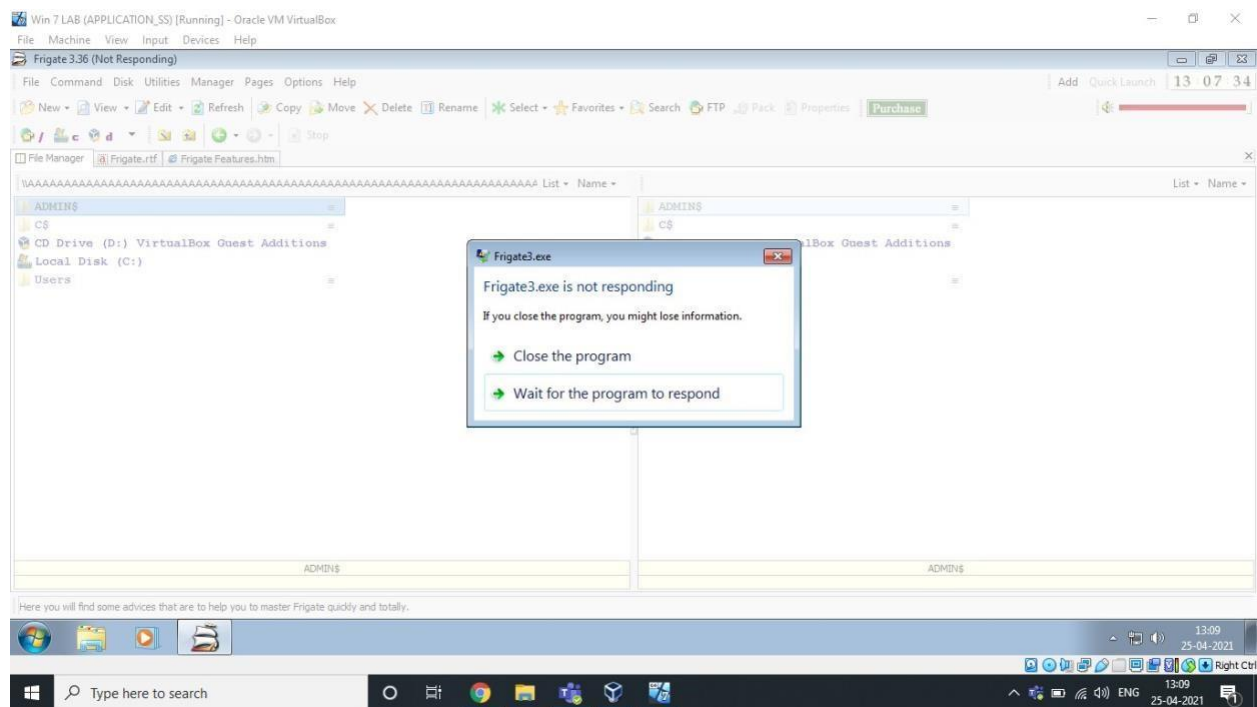 Win 7 LAB (APPLICATION_SS) [Running] - Oracle VM VirtualBox
File Machine View Input Devices Help
Frigate 3.36 (Not Responding)
File Command Disk Utilities Manager Pages Options Help
Add Quick Launch 13 07 34
New View Edit Refresh Copy Move Delete Rename Select Favorites Search FTP Pack Properties Purchase
/ c d Stop
File Manager Frigate.rtf Frigate Features.htm
List Name
List Name
ADMIN$
ADMIN$
C$
C$
CD Drive (D:) VirtualBox Guest Additions
Guest Additions
Local Disk (C:)
Users
Frigate3.exe
Frigate3.exe is not responding
If you close the program, you might lose information.
Close the program
Wait for the program to respond
ADMIN$
ADMIN$
Here you will find some advices that are to help you to master Frigate quickly and totally.
13:09
25-04-2021
Right Ctrl
Type here to search
ENG
13:09
25-04-2021